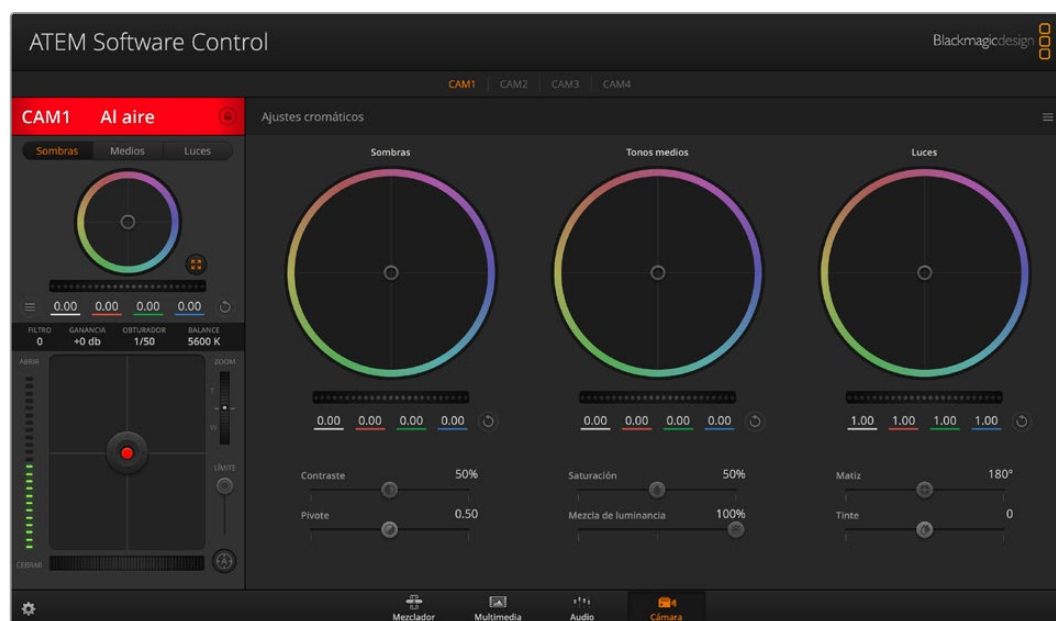 ATEM Software Control
Blackmagicdesign
CAM1 CAM2 CAM3 CAM4
CAM1 Al aire
Ajustes cromáticos
Sombras Medios Luces
Sombras Tonos medios Luces
0.00 0.00 0.00 0.00
FILTRO GANANCIA OBTURADOR BALANCE
0 +0 db 1/50 5600 K
ABRIR ZOOM
T
W
LÍMITE
CERRAR
A
0.00 0.00 0.00 0.00 0.00 0.00 0.00 0.00 1.00 1.00 1.00 1.00
Contraste 50% Saturación 50% Matiz 180°
Pivote 0.50 Mezcla de luminancia 100% Tinte 0
Mezclador Multimedia Audio Cámara